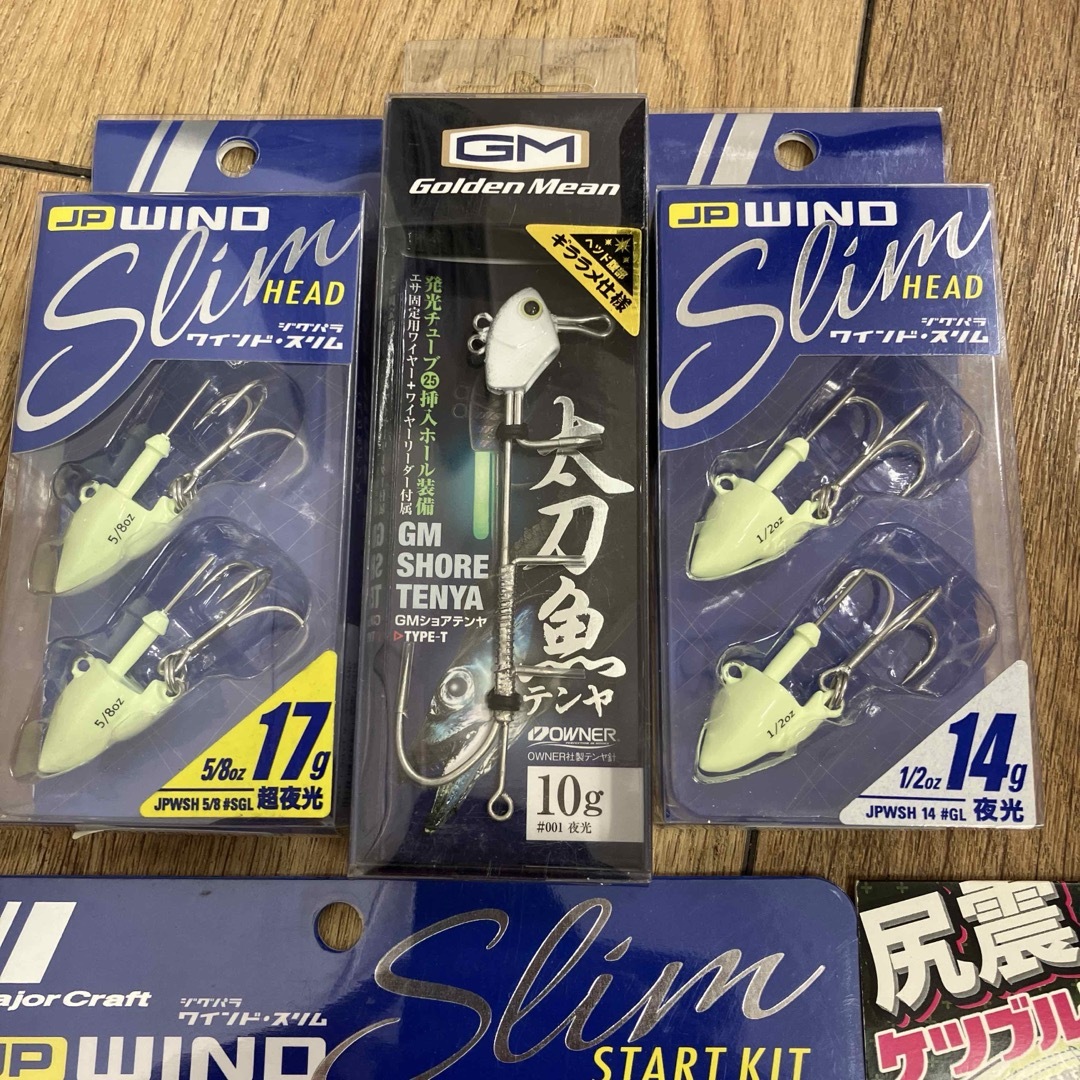 JP WIND
Slim
HEAD
ジグパラ
ワインド・スリム
5/8oz
5/8oz
5/8oz 17g
JPWSH 5/8 #SGL 超夜光
GM
Golden Mean
ギララメ仕様
発光チューブ25挿入ホール装備
エサ固定用ワイヤー+ワイヤーリーダー付属
GM
SHORE
TENYA
GMショアテンヤ
TYPE-T
太刀魚
テンヤ
OWNER
OWNER社製テンヤ針
10g
#001 夜光
JP WIND
Slim
HEAD
ジグパラ
ワインド・スリム
1/2oz
1/2oz
1/2oz 14g
JPWSH 14 #GL 夜光
ajorCraft
ジグパラ
ワインド・スリム
JP WIND
Slim
START KIT
尻震
ケツブル